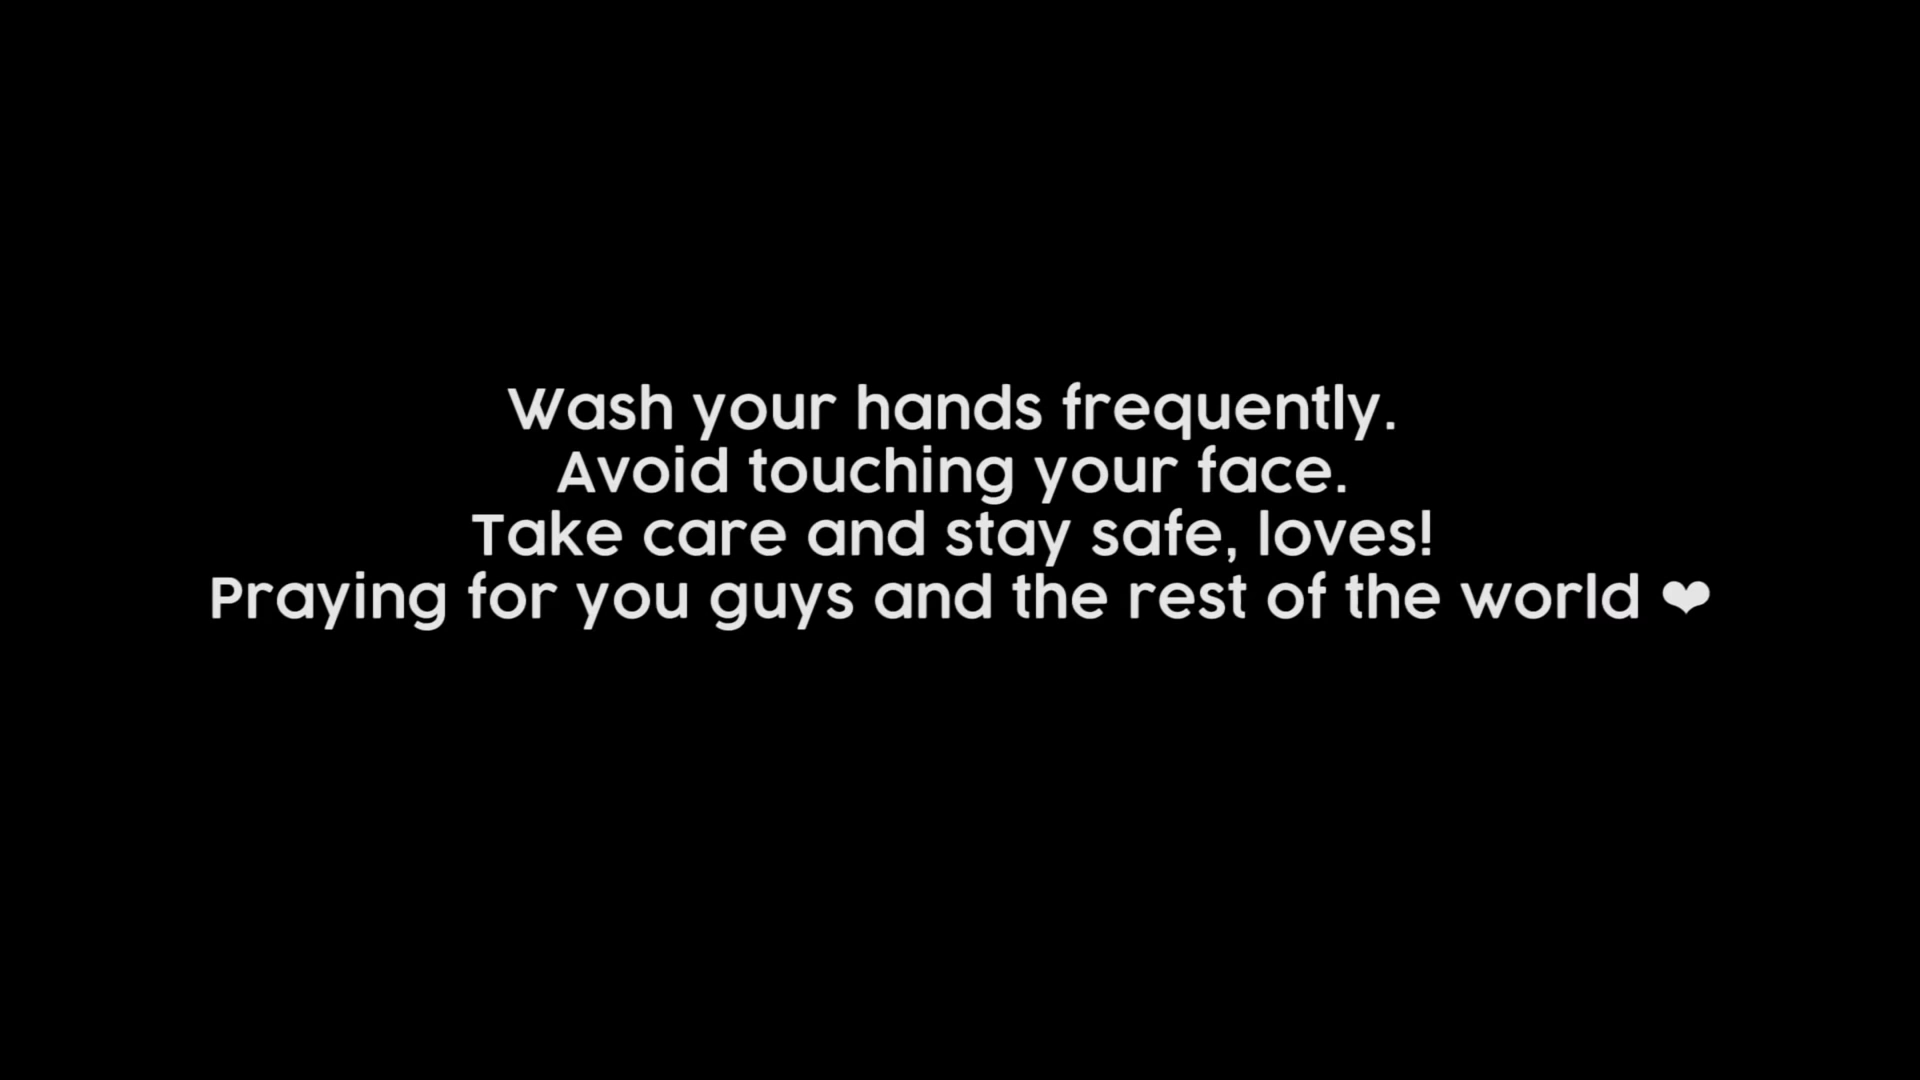 Wash your hands frequently.
Avoid touching your face.
Take care and stay safe, loves!
Praying for you guys and the rest of the world ❤